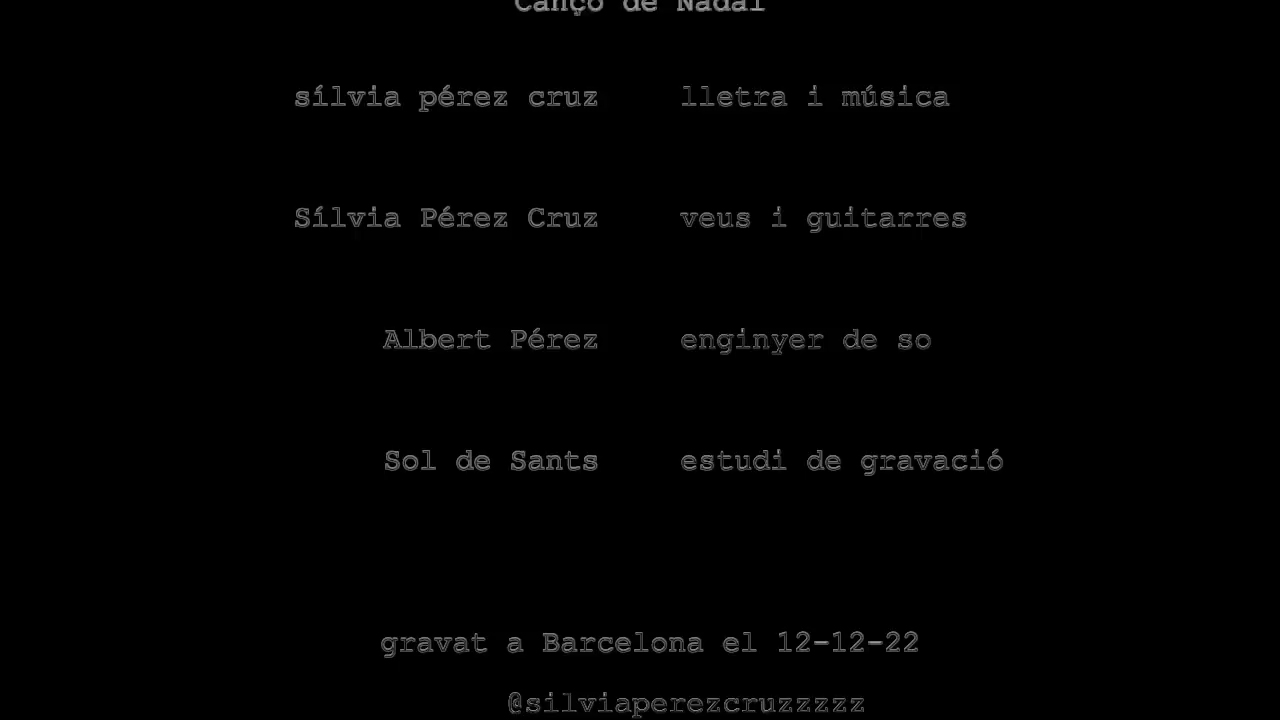 Canço de Nadal
sílvia pérez cruz lletra i música
Sílvia Pérez Cruz veus i guitarres
Albert Pérez enginyer de so
Sol de Sants estudi de gravació
gravat a Barcelona el 12-12-22
@silviaperezcruzzzzz